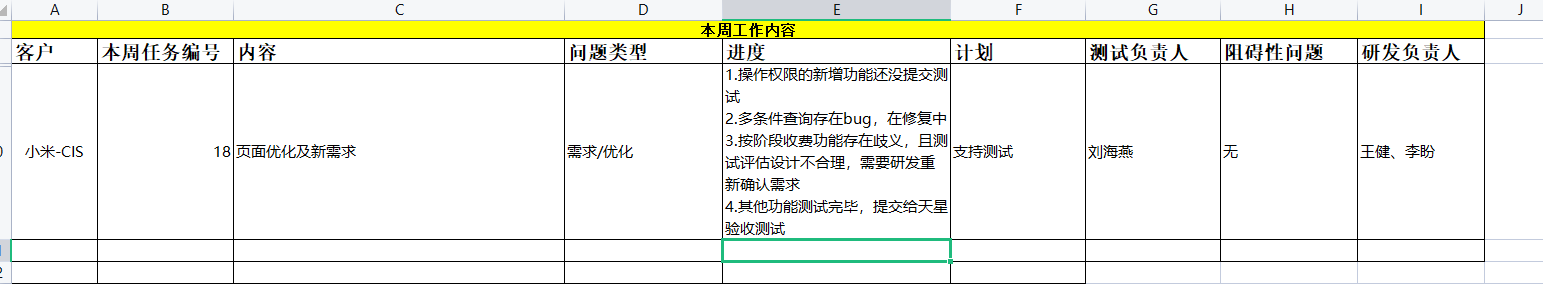 A B C D E F G H I J
本周工作内容
客户 本周任务编号 内容 问题类型 进度 计划 测试负责人 阻碍性问题 研发负责人
小米-CIS 18 页面优化及新需求 需求/优化
1.操作权限的新增功能还没提交测
试
2.多条件查询存在bug，在修复中
3.按阶段收费功能存在歧义，且测
试评估设计不合理，需要研发重
新确认需求
4.其他功能测试完毕，提交给天星
验收测试
支持测试 刘海燕 无 王健、李盼